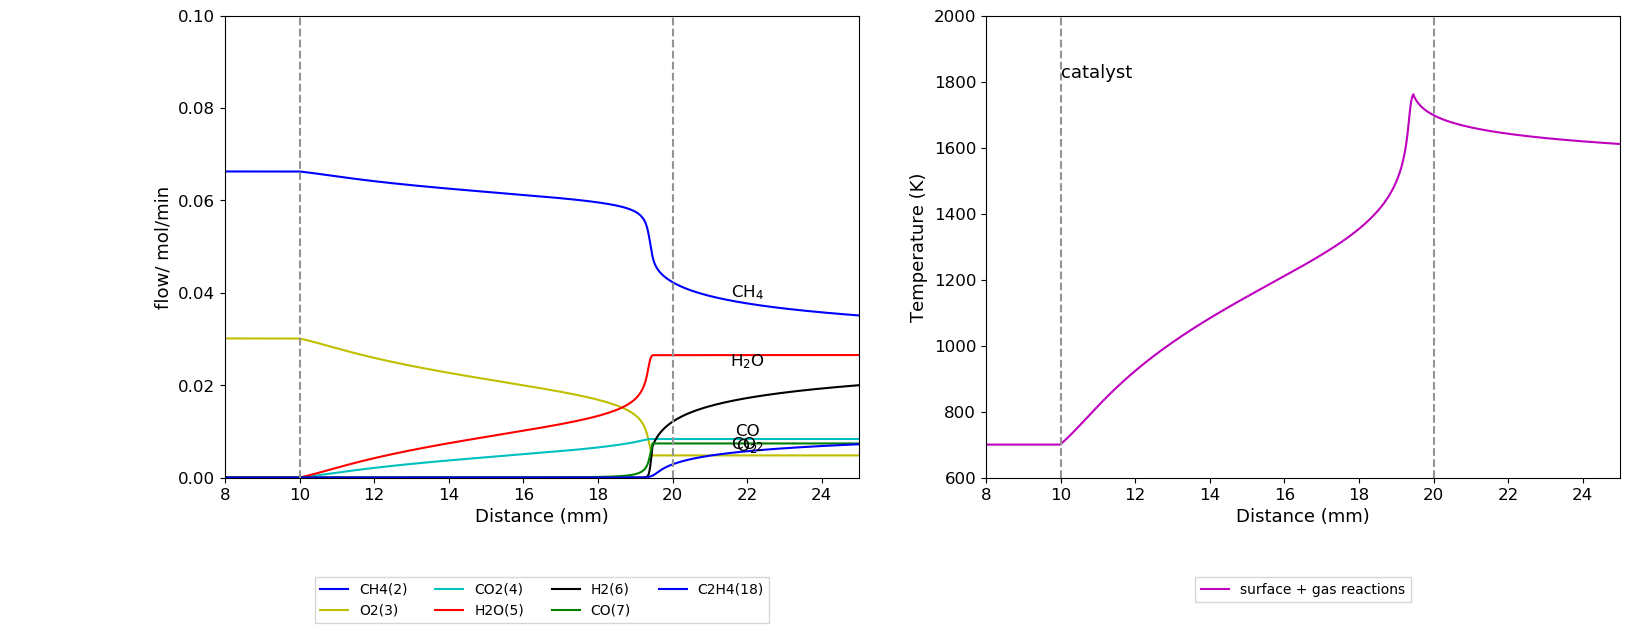 0.10
0.08
0.06
0.04
0.02
0.00
flow/ mol/min
CH₄
H₂O
CO
CO₂
O₂
8 10 12 14 16 18 20 22 24
Distance (mm)
CH4(2) CO2(4) H2(6) C2H4(18)
O2(3) H2O(5) CO(7)
2000
1800
1600
1400
1200
1000
800
600
Temperature (K)
catalyst
8 10 12 14 16 18 20 22 24
Distance (mm)
surface + gas reactions